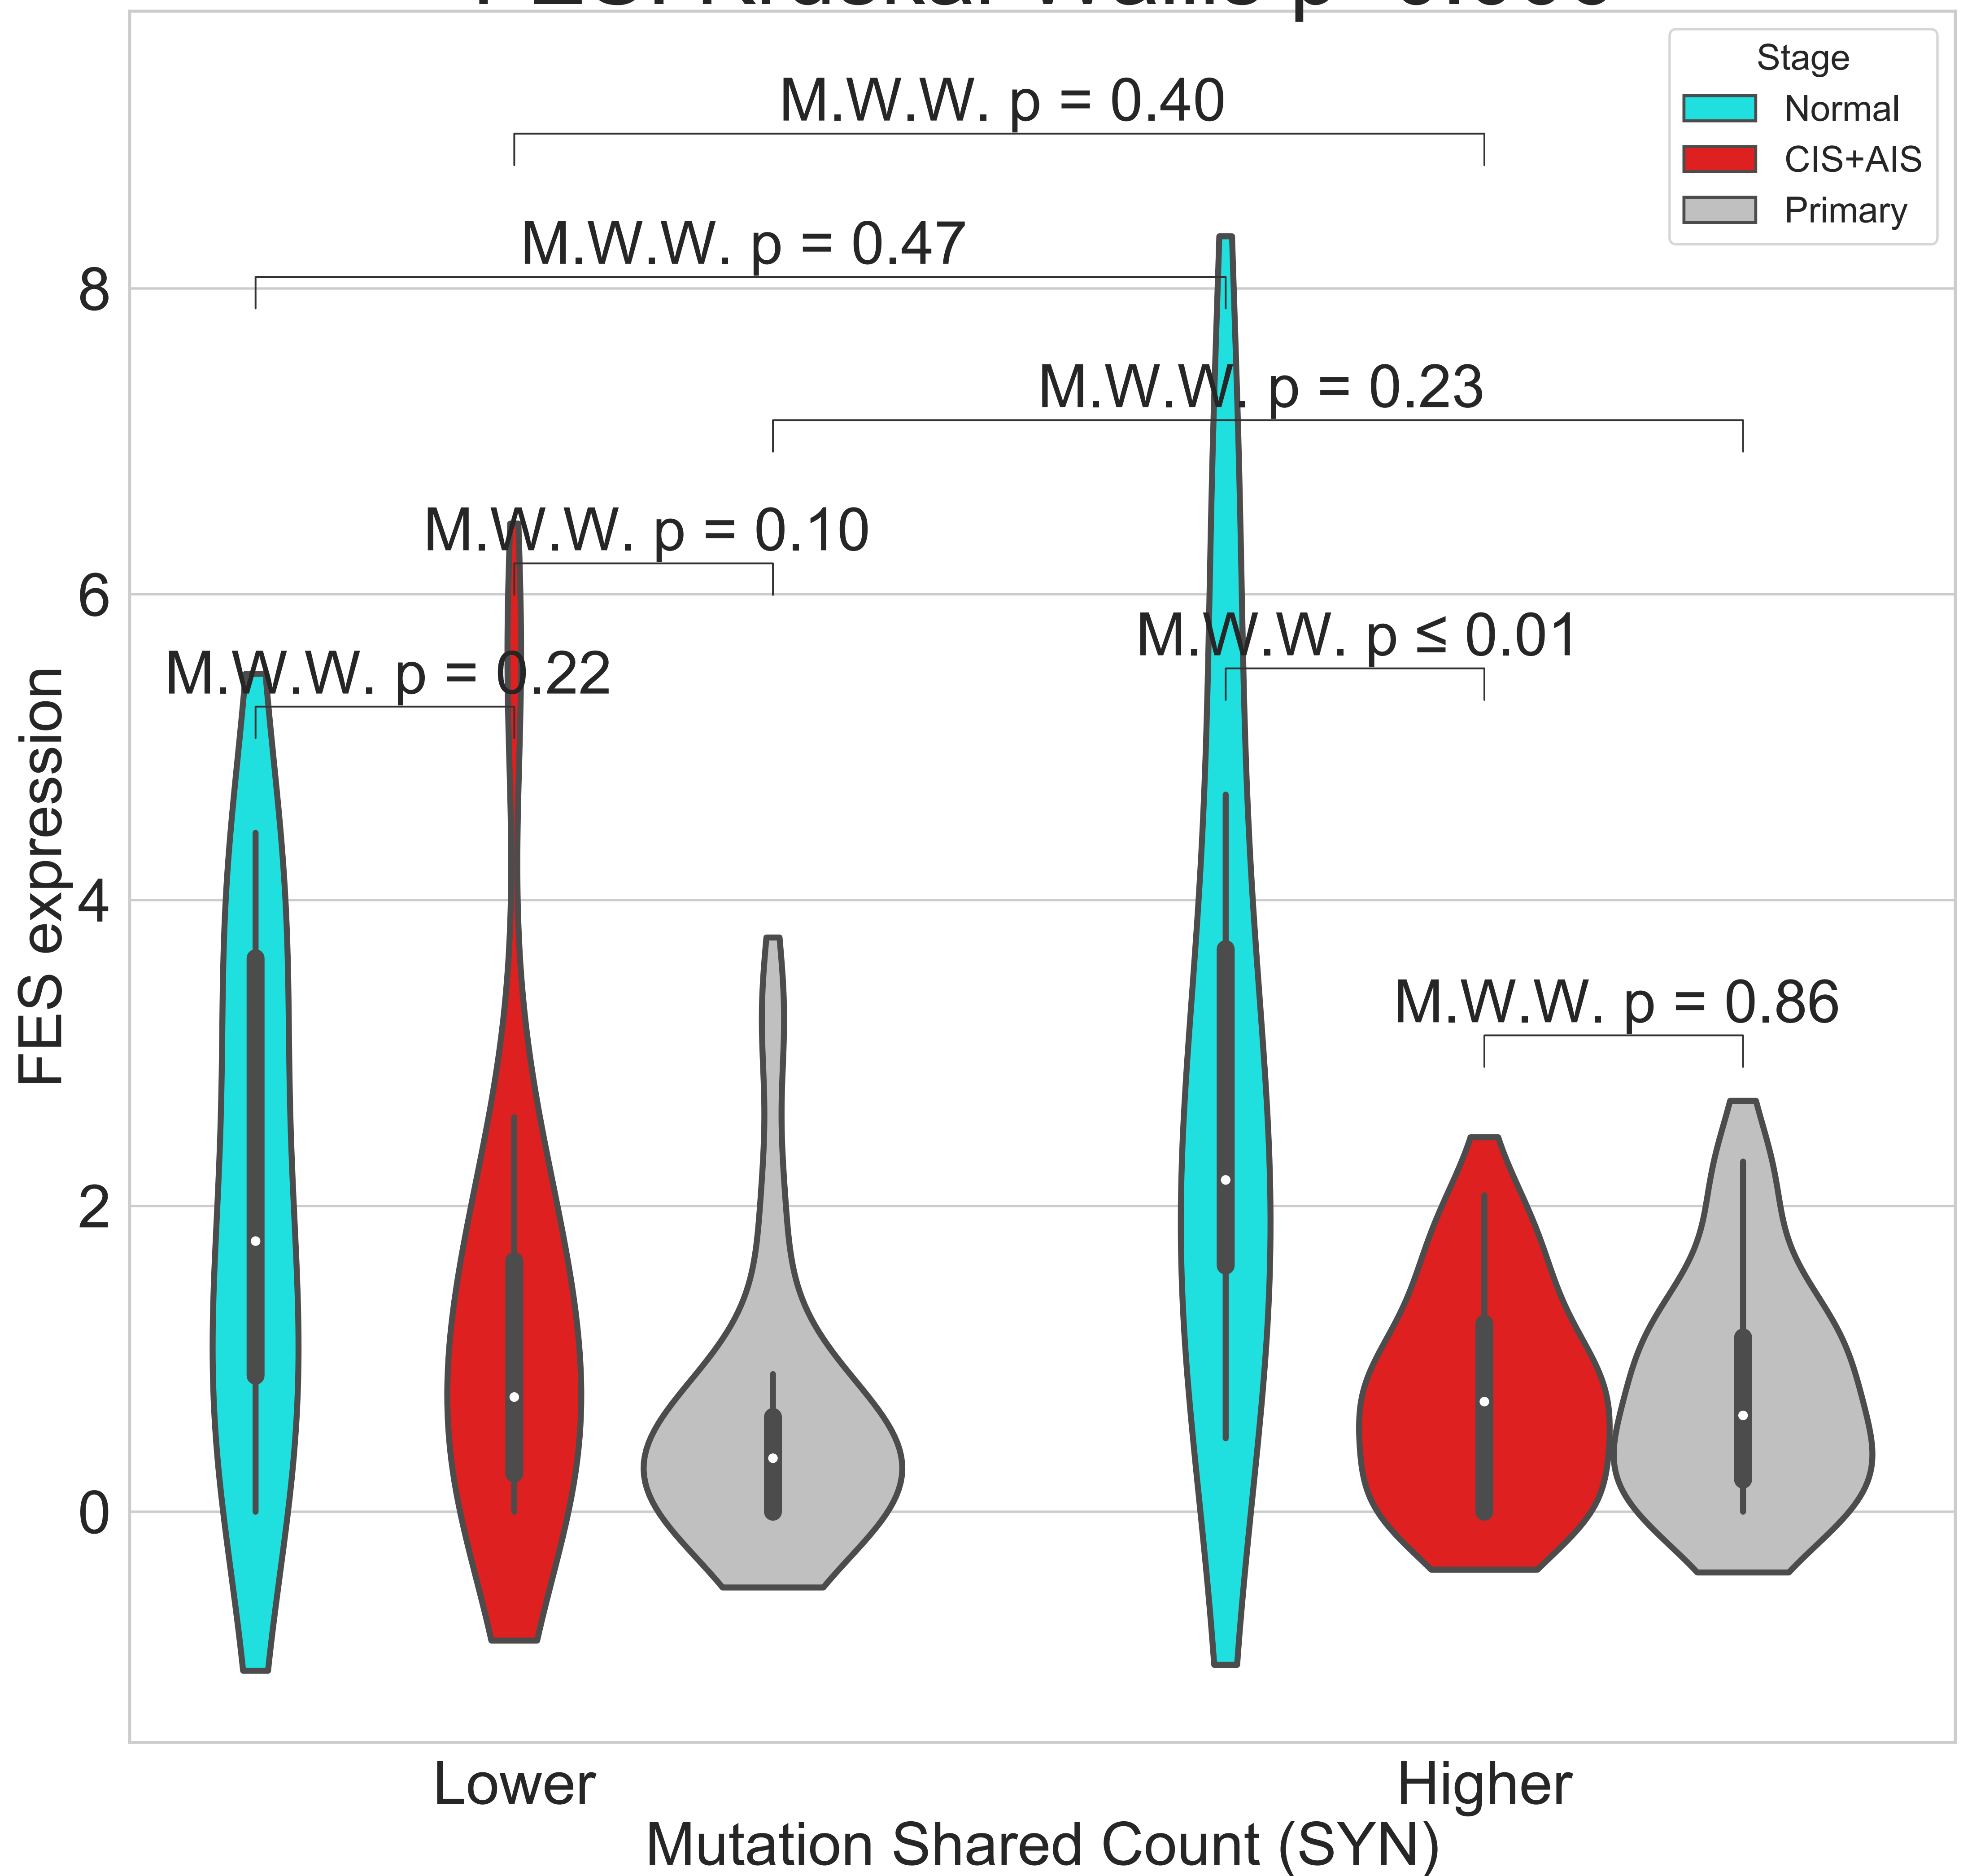 Stage
Normal
CIS+AIS
Primary
M.W.W. p = 0.40
M.W.W. p = 0.47
M.W.W. p = 0.23
M.W.W. p = 0.10
M.W.W. p ≤ 0.01
M.W.W. p = 0.22
M.W.W. p = 0.86
8
6
4
2
0
FES expression
Lower
Higher
Mutation Shared Count (SYN)